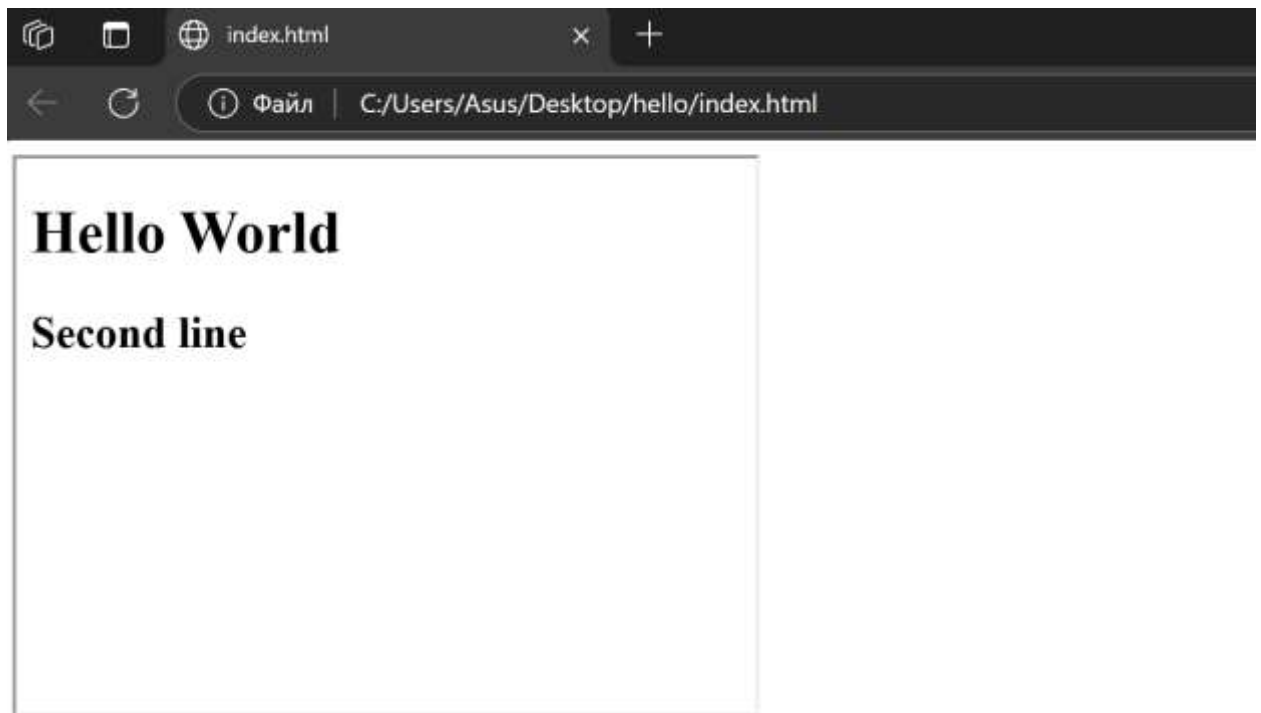 index.html
Файл C:/Users/Asus/Desktop/hello/index.html
Hello World
Second line